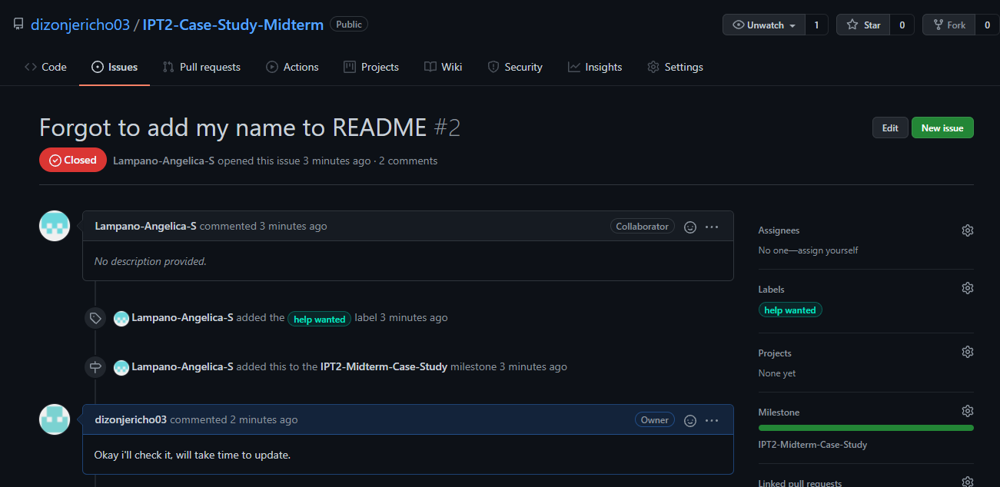 dizonjericho03 / IPT2-Case-Study-Midterm Public Unwatch 1 Star 0 Fork 0
Code Issues Pull requests Actions Projects Wiki Security Insights Settings
Forgot to add my name to README #2 Edit New issue
Closed Lampano-Angelica-S opened this issue 3 minutes ago · 2 comments
Lampano-Angelica-S commented 3 minutes ago Collaborator ···
No description provided.
Lampano-Angelica-S added the help wanted label 3 minutes ago
Lampano-Angelica-S added this to the IPT2-Midterm-Case-Study milestone 3 minutes ago
dizonjericho03 commented 2 minutes ago Owner ···
Okay i'll check it, will take time to update.
Assignees
No one—assign yourself
Labels
help wanted
Projects
None yet
Milestone
IPT2-Midterm-Case-Study
Linked pull requests